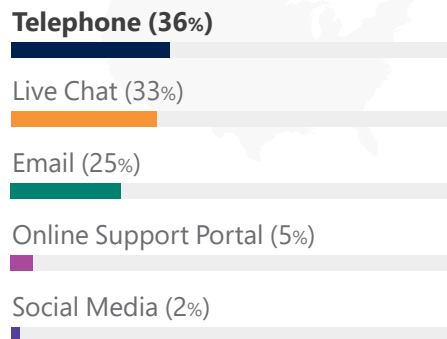 Telephone (36%)
Live Chat (33%)
Email (25%)
Online Support Portal (5%)
Social Media (2%)